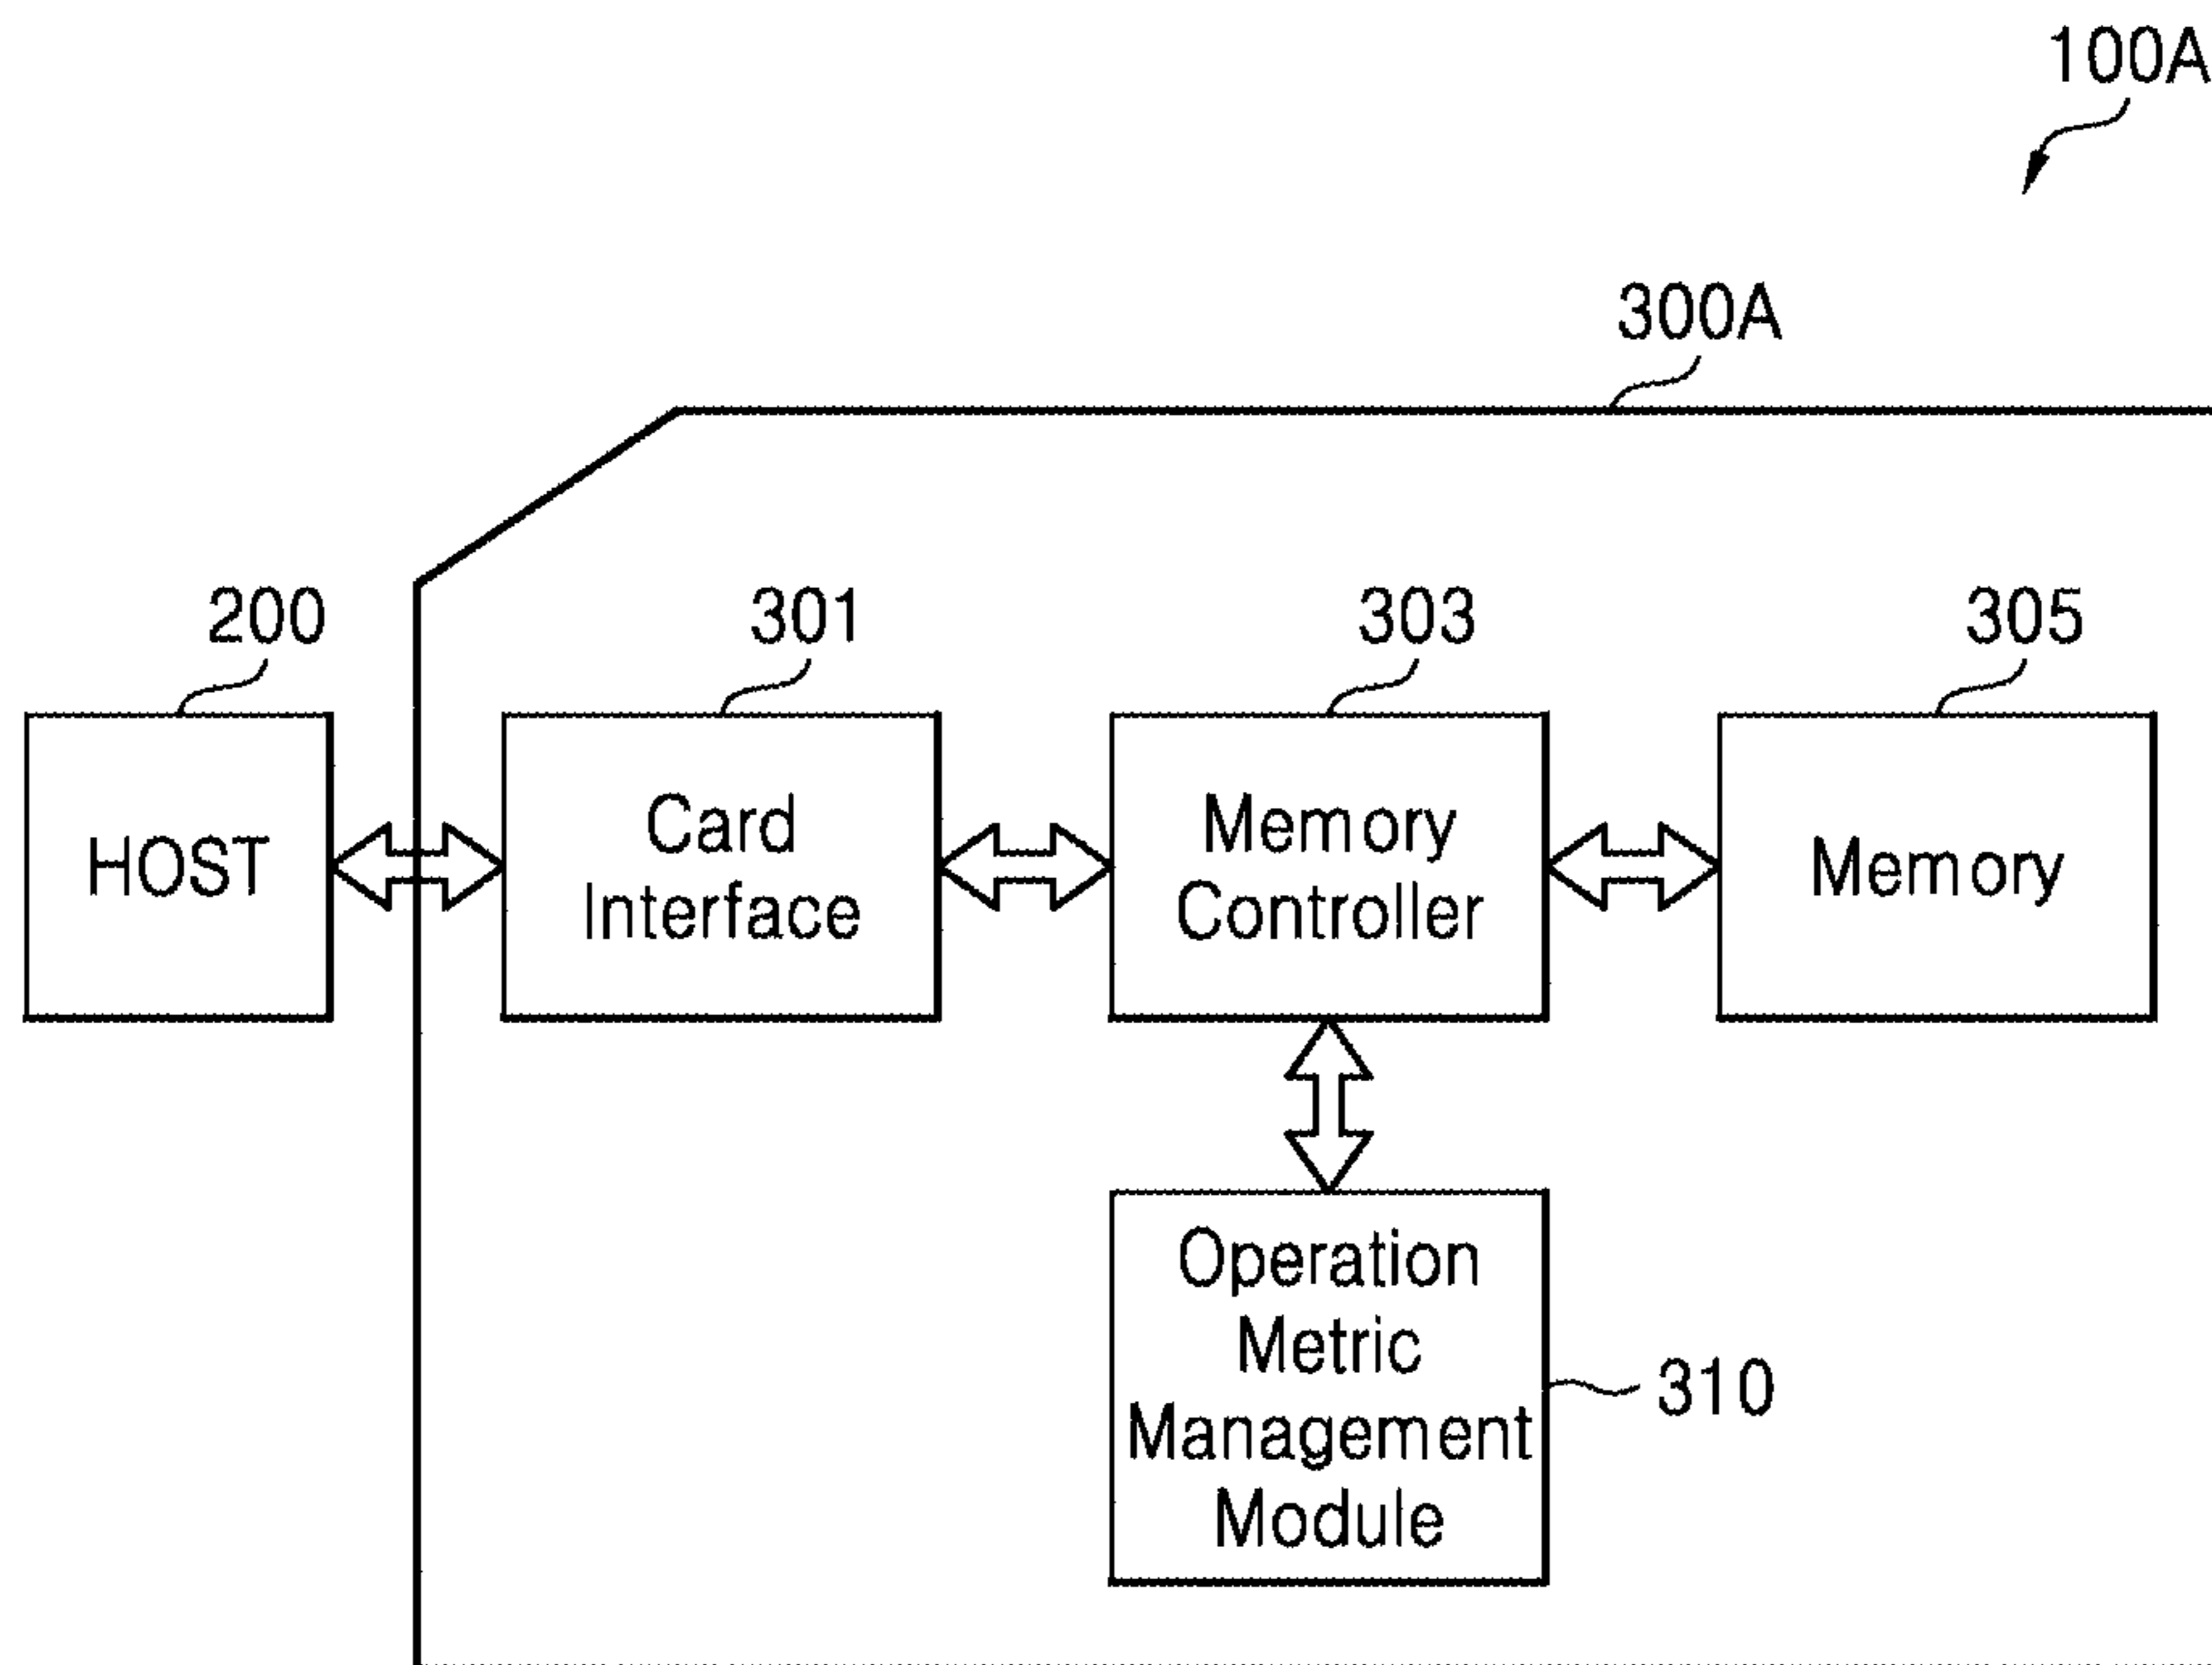 100A
300A
200
301
303
305
HOST
Card
Interface
Memory
Controller
Memory
Operation
Metric
Management
Module
310